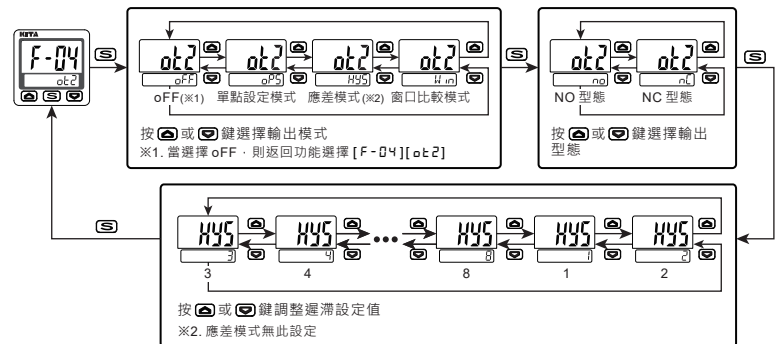 KETA
F-04
ot2
S
ot2 ot2 ot2 ot2
oFF oPS HYS Win
oFF(※1) 單點設定模式 應差模式(※2) 窗口比較模式
按 鍵選擇輸出模式
※1. 當選擇 oFF，則返回功能選擇 [F-04][ot2]
S
ot2 ot2
no nC
NO 型態 NC 型態
按 或 鍵選擇輸出
型態
S
S
HYS HYS ••• HYS HYS HYS
3 4 8 1 2
3 4 8 1 2
按 或 鍵調整遲滯設定值
※2. 應差模式無此設定